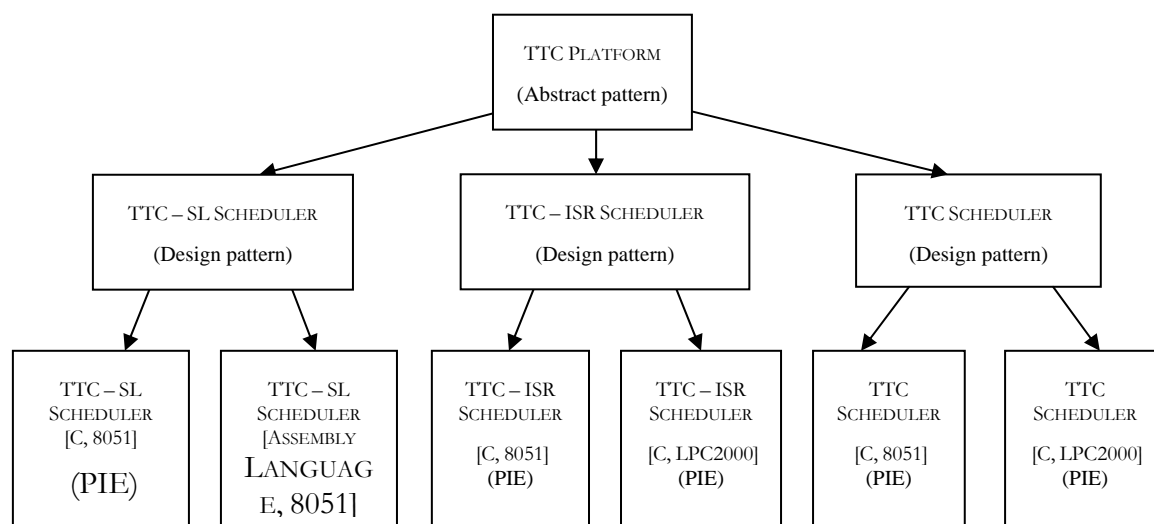 TTC PLATFORM
(Abstract pattern)
TTC – SL SCHEDULER
(Design pattern)
TTC – ISR SCHEDULER
(Design pattern)
TTC SCHEDULER
(Design pattern)
TTC – SL
SCHEDULER
[C, 8051]
(PIE)
TTC – SL
SCHEDULER
[ASSEMBLY
LANGUAG
E, 8051]
TTC – ISR
SCHEDULER
[C, 8051]
(PIE)
TTC – ISR
SCHEDULER
[C, LPC2000]
(PIE)
TTC
SCHEDULER
[C, 8051]
(PIE)
TTC
SCHEDULER
[C, LPC2000]
(PIE)